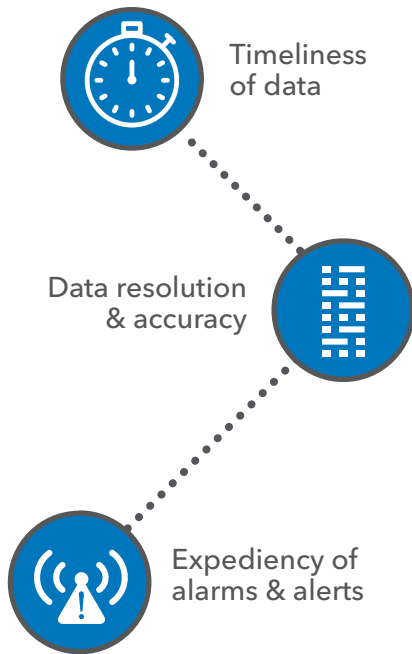 Timeliness
of data
Data resolution
& accuracy
Expediency of
alarms & alerts